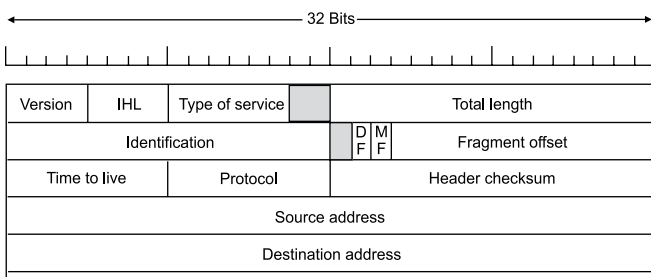 32 Bits
Version IHL Type of service Total length
Identification D F M F Fragment offset
Time to live Protocol Header checksum
Source address
Destination address